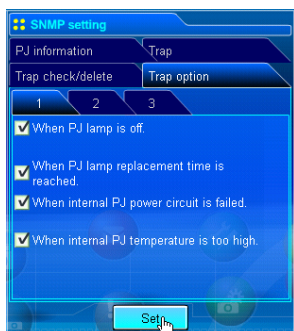 SNMP setting
PJ information
Trap
Trap check/delete
Trap option
1 2 3
When PJ lamp is off.
When PJ lamp replacement time is
reached.
When internal PJ power circuit is failed.
When internal PJ temperature is too high.
Set